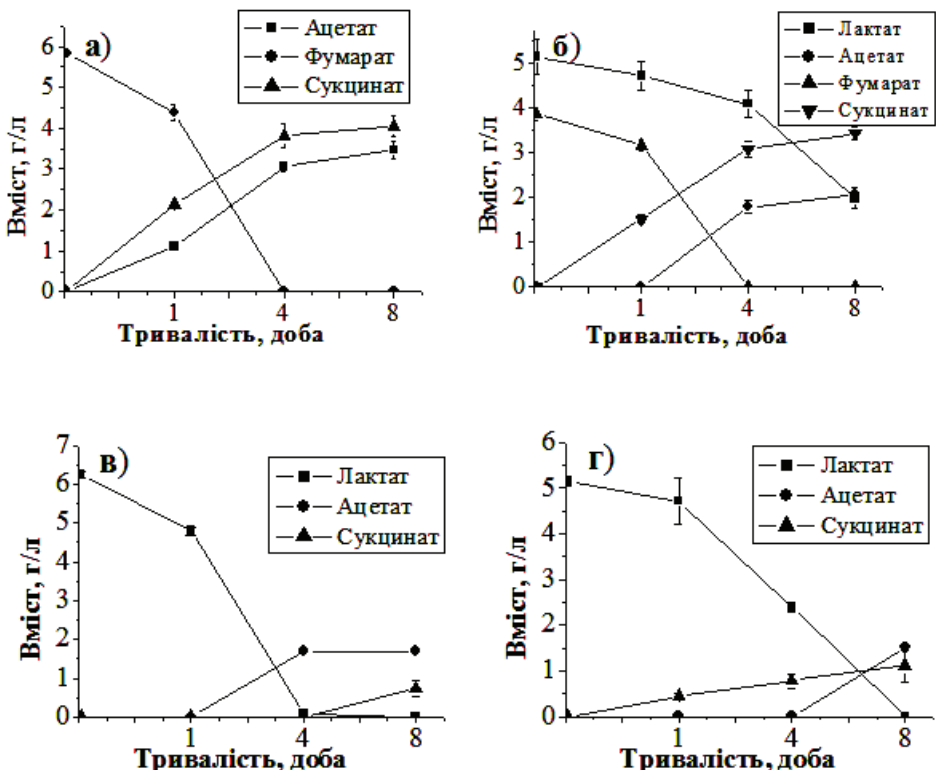 а)
Ацетат
Фумарат
Сукцинат
Вміст, г/л
6
5
4
3
2
1
0
1 4 8
Тривалість, доба
б)
Лактат
Ацетат
Фумарат
Сукцинат
Вміст, г/л
5
4
3
2
1
0
1 4 8
Тривалість, доба
в)
Лактат
Ацетат
Сукцинат
Вміст, г/л
7
6
5
4
3
2
1
0
1 4 8
Тривалість, доба
г)
Лактат
Ацетат
Сукцинат
Вміст, г/л
6
5
4
3
2
1
0
1 4 8
Тривалість, доба